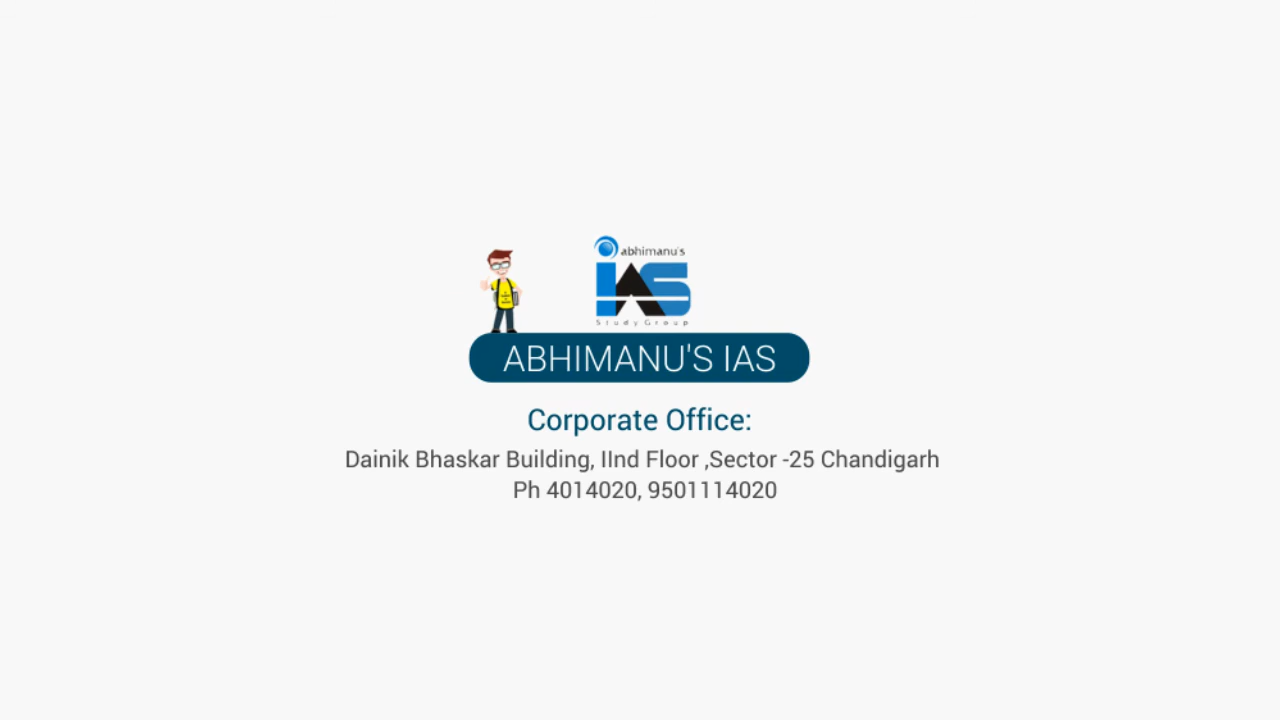 abhimanu's
iAS
Study Group
ABHIMANU'S IAS
Corporate Office:
Dainik Bhaskar Building, IInd Floor ,Sector -25 Chandigarh
Ph 4014020, 9501114020